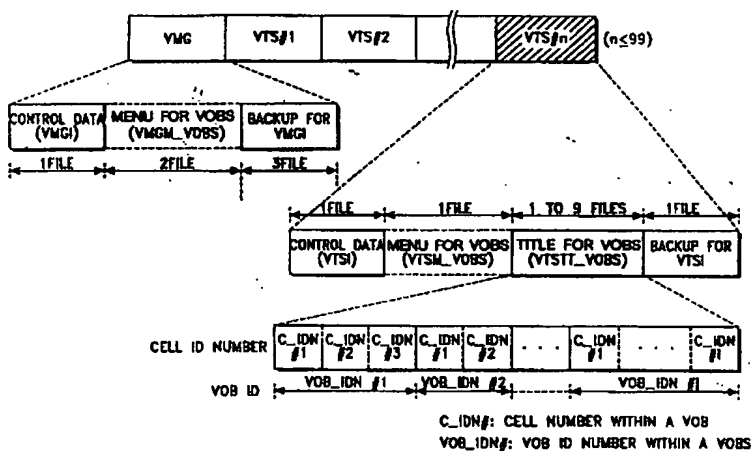 VMG VTS#1 VTS#2 VTS#n (n≤99)
CONTROL DATA (VMGI) MENU FOR VOBS (VMGM_VOBS) BACKUP FOR VMGI
1FILE 2FILE 3FILE
1FILE 1FILE 1 TO 9 FILES 1FILE
CONTROL DATA (VTSI) MENU FOR VOBS (VTSM_VOBS) TITLE FOR VOBS (VTSTT_VOBS) BACKUP FOR VTSI
CELL ID NUMBER C_IDN #1 C_IDN #2 C_IDN #3 C_IDN #1 C_IDN #2 . . . C_IDN #1 . . . C_IDN #i
VOB ID VOB_IDN #1 VOB_IDN #2 VOB_IDN #i
C_IDN#: CELL NUMBER WITHIN A VOB
VOB_IDN#: VOB ID NUMBER WITHIN A VOBS